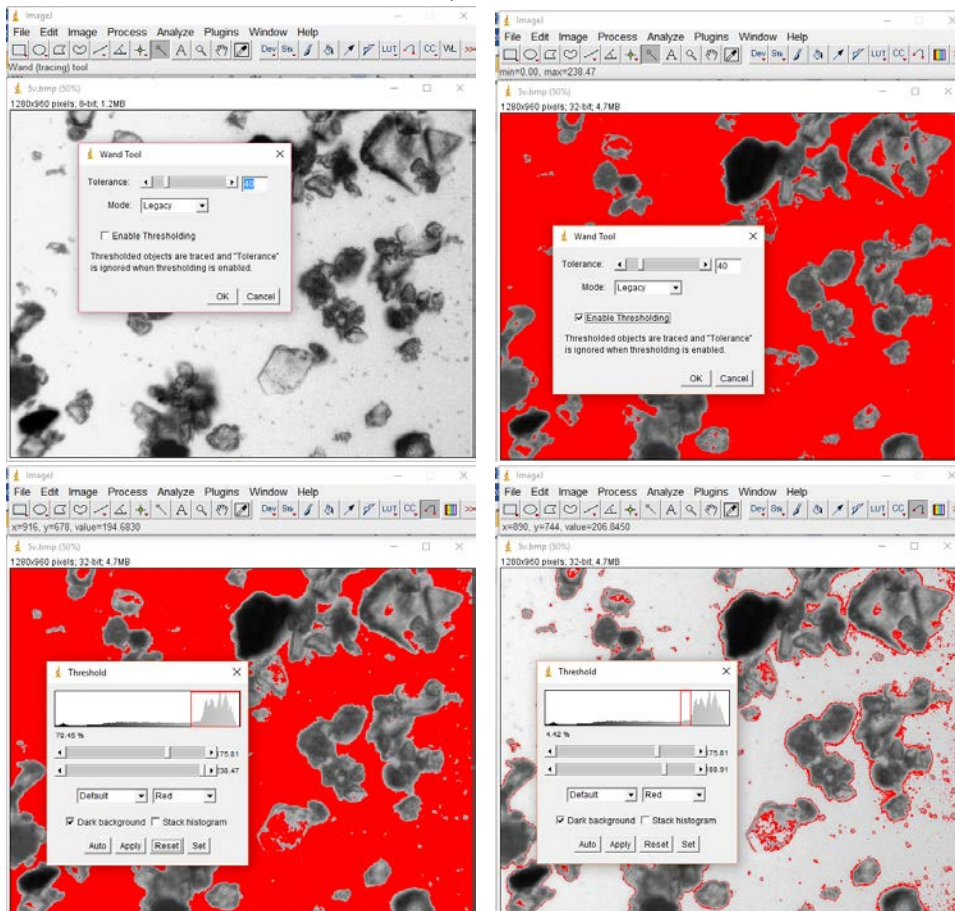 ImageJ
File Edit Image Process Analyze Plugins Window Help
A Dev Stk LUT CC WL >>
Wand (tracing) tool
5v.bmp (50%)
1280x960 pixels; 8-bit; 1.2MB
Wand Tool
Tolerance: 40
Mode: Legacy
Enable Thresholding
Thresholded objects are traced and "Tolerance"
is ignored when thresholding is enabled.
OK Cancel
ImageJ
File Edit Image Process Analyze Plugins Window Help
A Dev Stk LUT CC WL >>
min=0.00, max=238.47
5v.bmp (50%)
1280x960 pixels; 32-bit; 4.7MB
Wand Tool
Tolerance: 40
Mode: Legacy
Enable Thresholding
Thresholded objects are traced and "Tolerance"
is ignored when thresholding is enabled.
OK Cancel
ImageJ
File Edit Image Process Analyze Plugins Window Help
A Dev Stk LUT CC >>
x=916, y=678, value=194.6830
5v.bmp (50%)
1280x960 pixels; 32-bit; 4.7MB
Threshold
175.81
238.47
Default Red
Dark background Stack histogram
Auto Apply Reset Set
ImageJ
File Edit Image Process Analyze Plugins Window Help
A Dev Stk LUT CC >>
x=890, y=744, value=206.8450
5v.bmp (50%)
1280x960 pixels; 32-bit; 4.7MB
Threshold
4.42 %
175.81
Default Red
Dark background Stack histogram
Auto Apply Reset Set